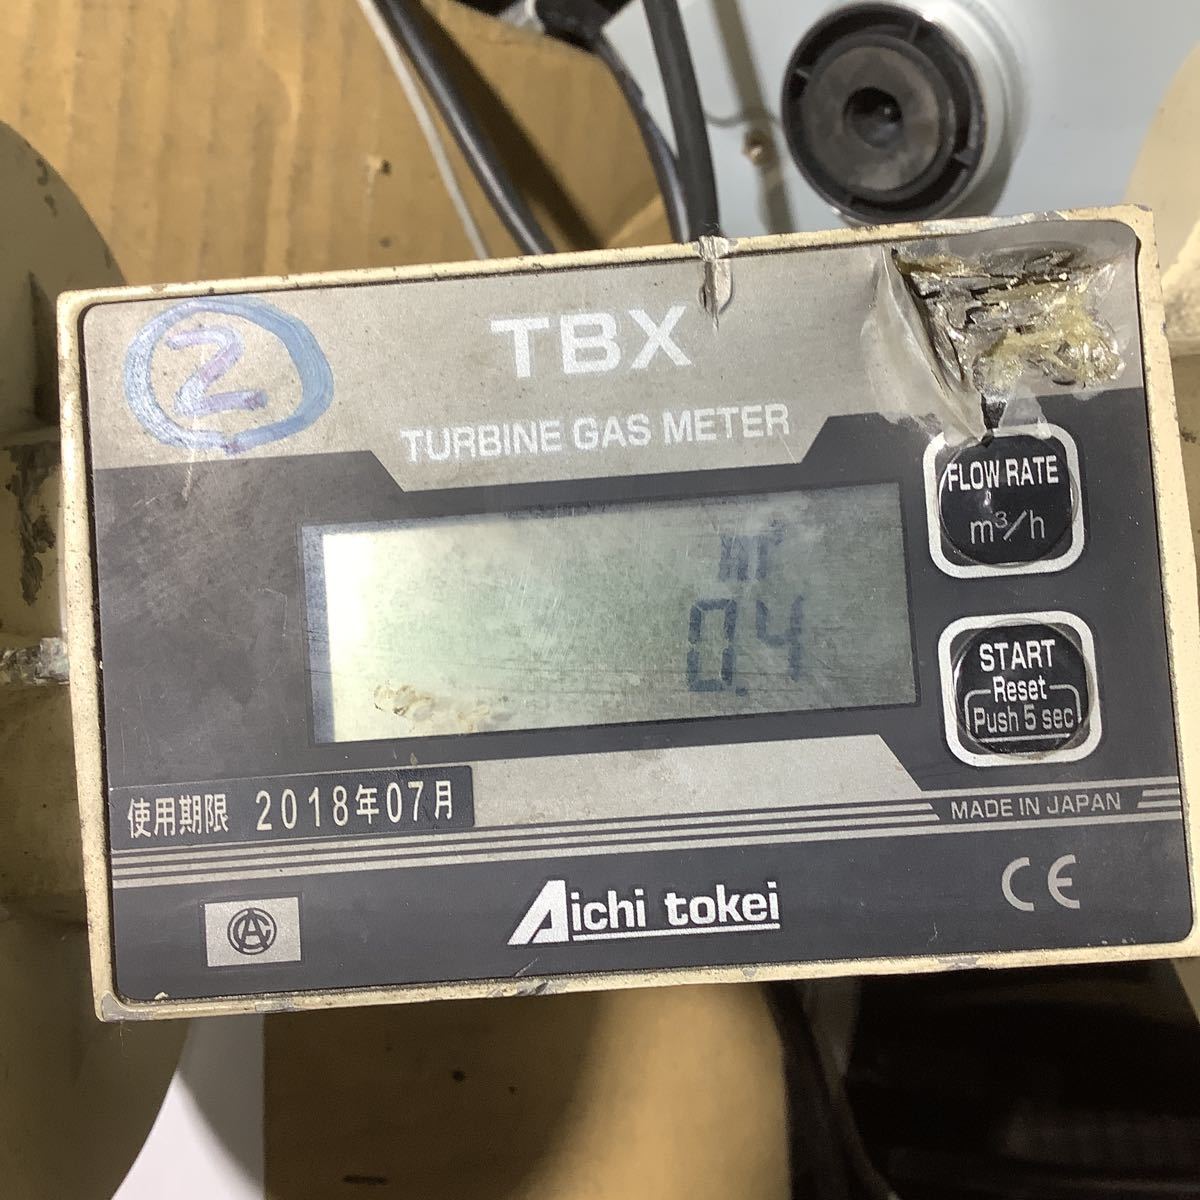 2
TBX
TURBINE GAS METER
FLOW RATE
m³/h
m³
0.4
START
Reset
Push 5 sec
使用期限 2018年07月
MADE IN JAPAN
Aichi tokei
CE